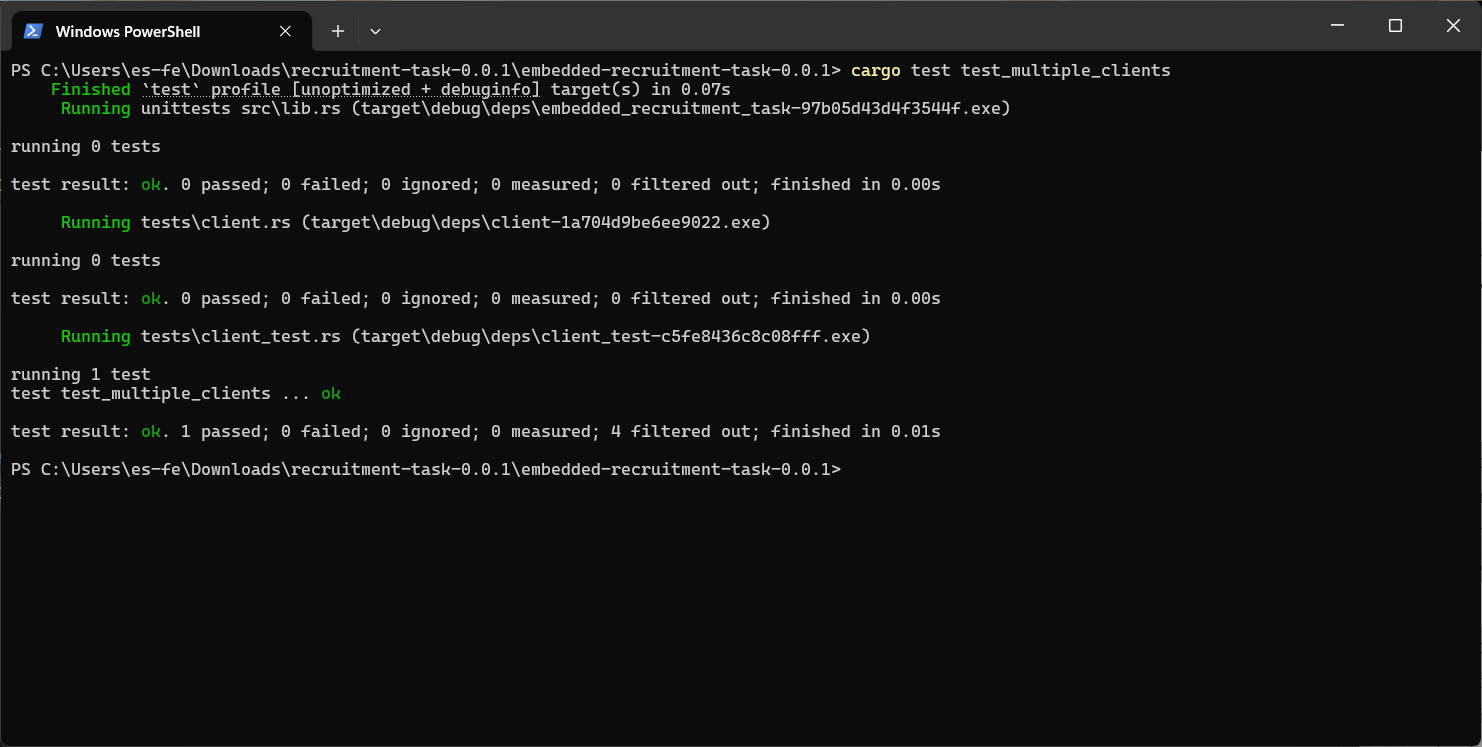 Windows PowerShell
PS C:\Users\es-fe\Downloads\recruitment-task-0.0.1\embedded-recruitment-task-0.0.1> cargo test test_multiple_clients
    Finished `test` profile [unoptimized + debuginfo] target(s) in 0.07s
     Running unittests src\lib.rs (target\debug\deps\embedded_recruitment_task-97b05d43d4f3544f.exe)
running 0 tests
test result: ok. 0 passed; 0 failed; 0 ignored; 0 measured; 0 filtered out; finished in 0.00s
     Running tests\client.rs (target\debug\deps\client-1a704d9be6ee9022.exe)
running 0 tests
test result: ok. 0 passed; 0 failed; 0 ignored; 0 measured; 0 filtered out; finished in 0.00s
     Running tests\client_test.rs (target\debug\deps\client_test-c5fe8436c8c08fff.exe)
running 1 test
test test_multiple_clients ... ok
test result: ok. 1 passed; 0 failed; 0 ignored; 0 measured; 4 filtered out; finished in 0.01s
PS C:\Users\es-fe\Downloads\recruitment-task-0.0.1\embedded-recruitment-task-0.0.1>